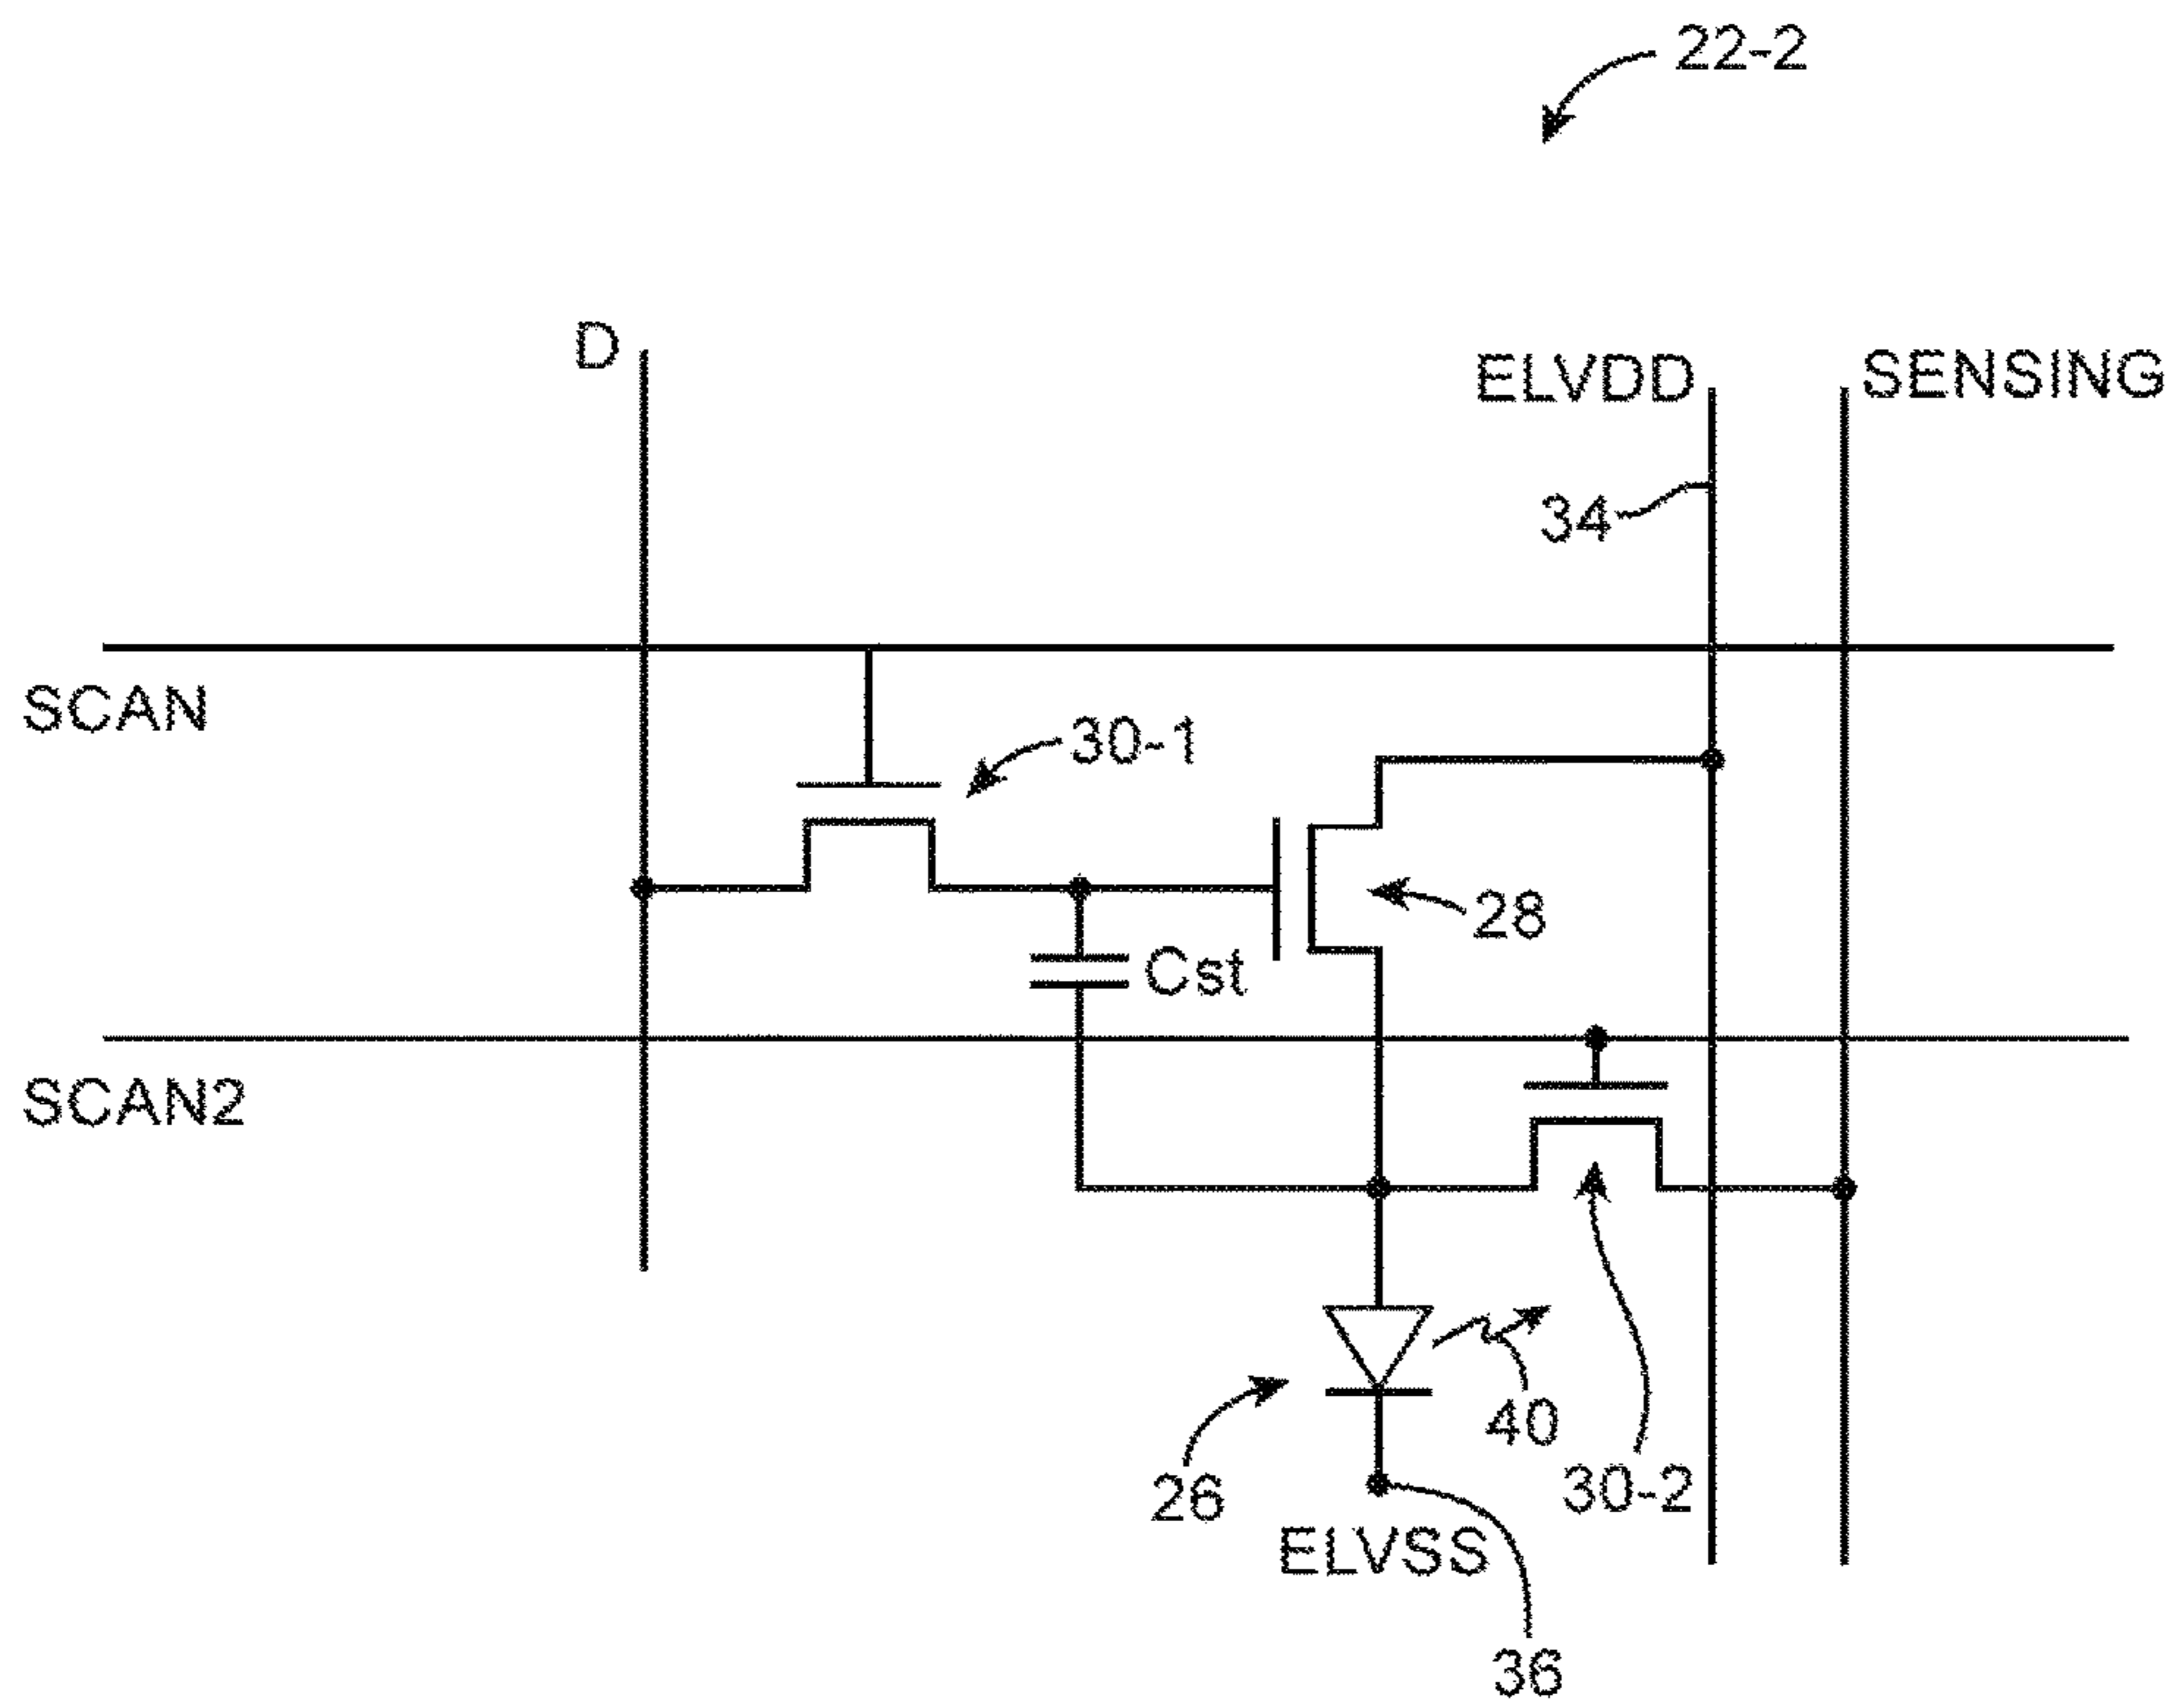 22-2
D
ELVDD
SENSING
34
SCAN
30-1
28
Cst
SCAN2
40
26
30-2
ELVSS
36